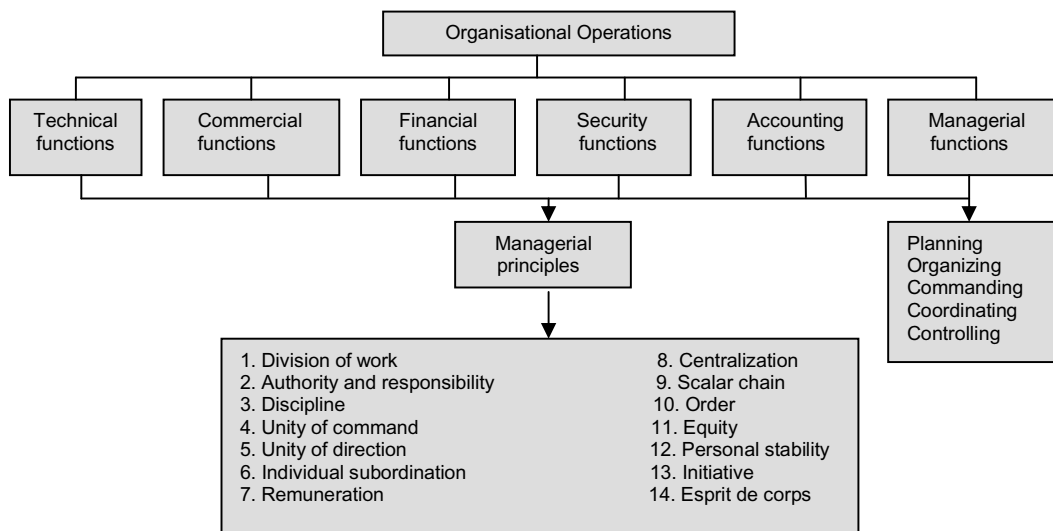 Organisational Operations
Technical
functions
Commercial
functions
Financial
functions
Security
functions
Accounting
functions
Managerial
functions
Managerial
principles
Planning
Organizing
Commanding
Coordinating
Controlling
1. Division of work
2. Authority and responsibility
3. Discipline
4. Unity of command
5. Unity of direction
6. Individual subordination
7. Remuneration
8. Centralization
9. Scalar chain
10. Order
11. Equity
12. Personal stability
13. Initiative
14. Esprit de corps